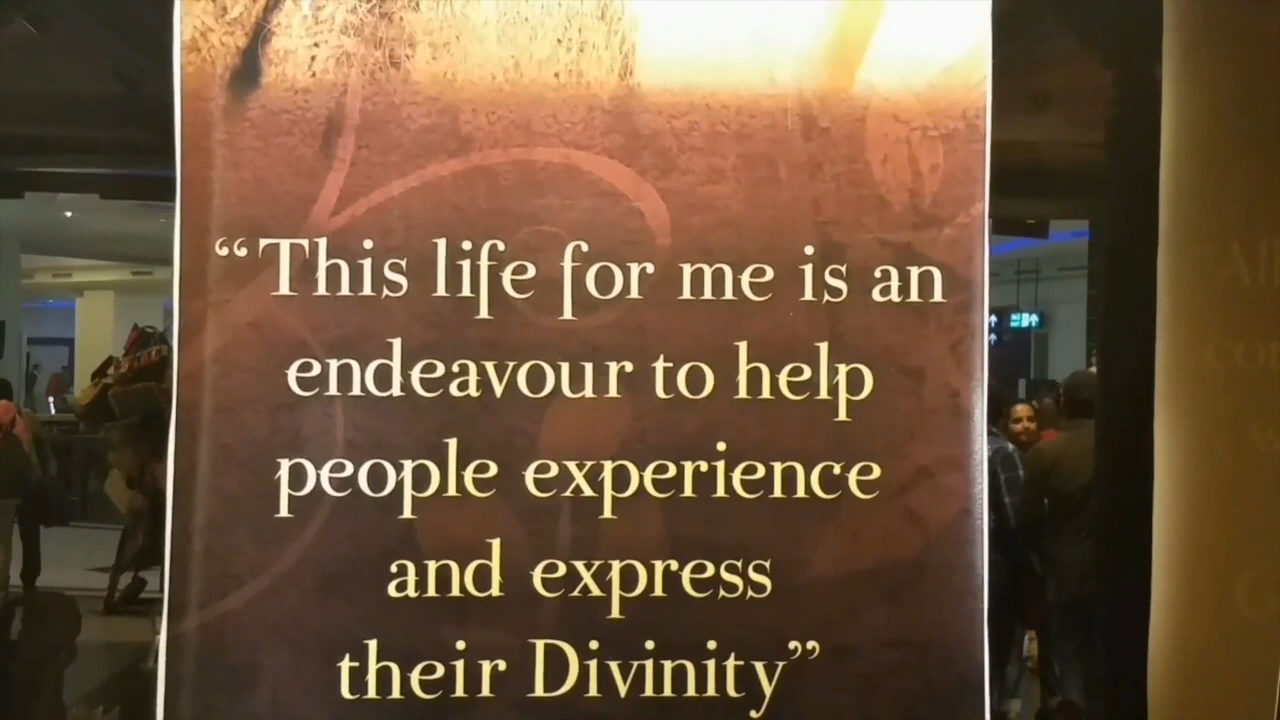 “This life for me is an
endeavour to help
people experience
and express
their Divinity”